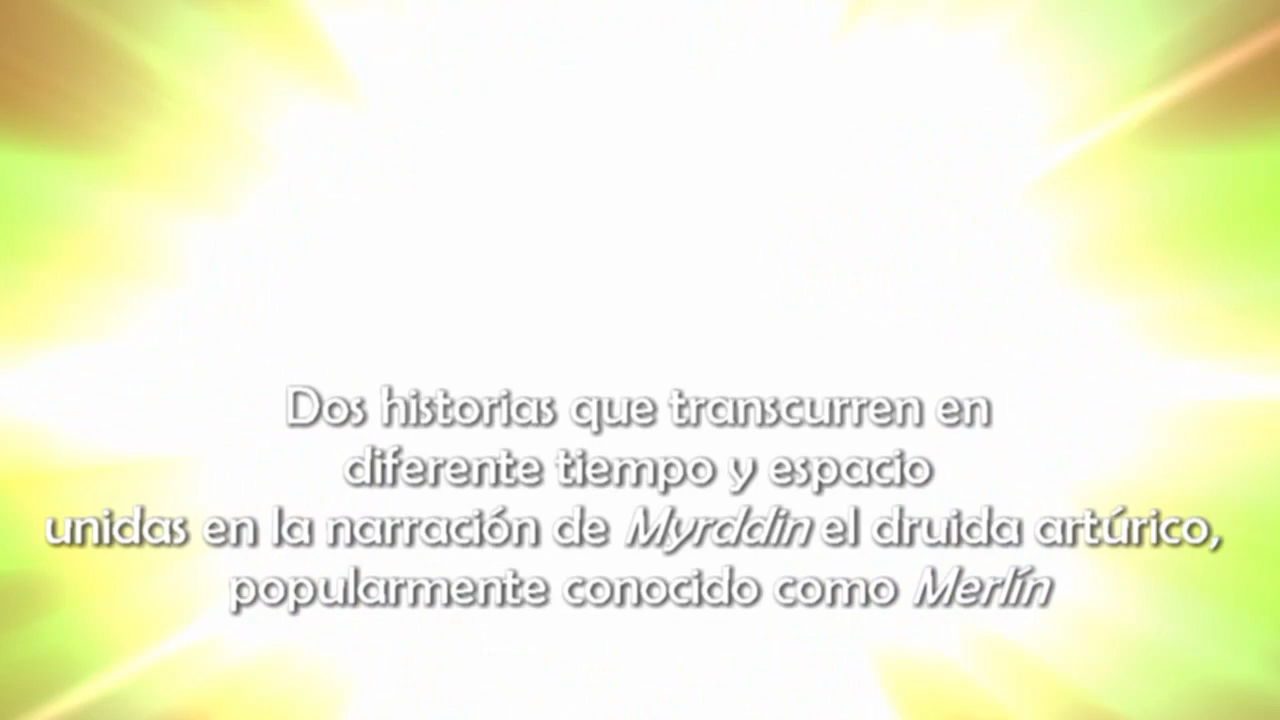 Dos historias que transcurren en
diferente tiempo y espacio
unidas en la narración de Myrddin el druida artúrico,
popularmente conocido como Merlín